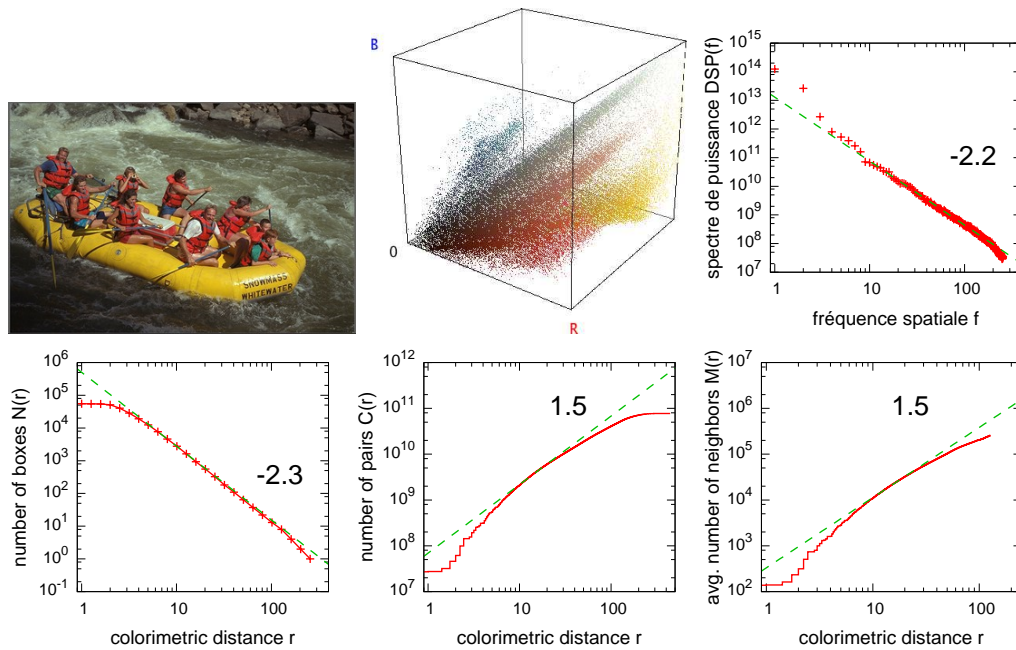 SNOWMASS
WHITEWATER
B
0
R
spectre de puissance DSP(f)
10^15
10^14
10^13
10^12
10^11
10^10
10^9
10^8
10^7
-2.2
1 10 100
fréquence spatiale f
number of boxes N(r)
10^6
10^5
10^4
10^3
10^2
10^1
10^0
10^-1
-2.3
1 10 100
colorimetric distance r
number of pairs C(r)
10^12
10^11
10^10
10^9
10^8
10^7
1.5
1 10 100
colorimetric distance r
avg. number neighbors M(r)
10^7
10^6
10^5
10^4
10^3
10^2
1.5
1 10 100
colorimetric distance r